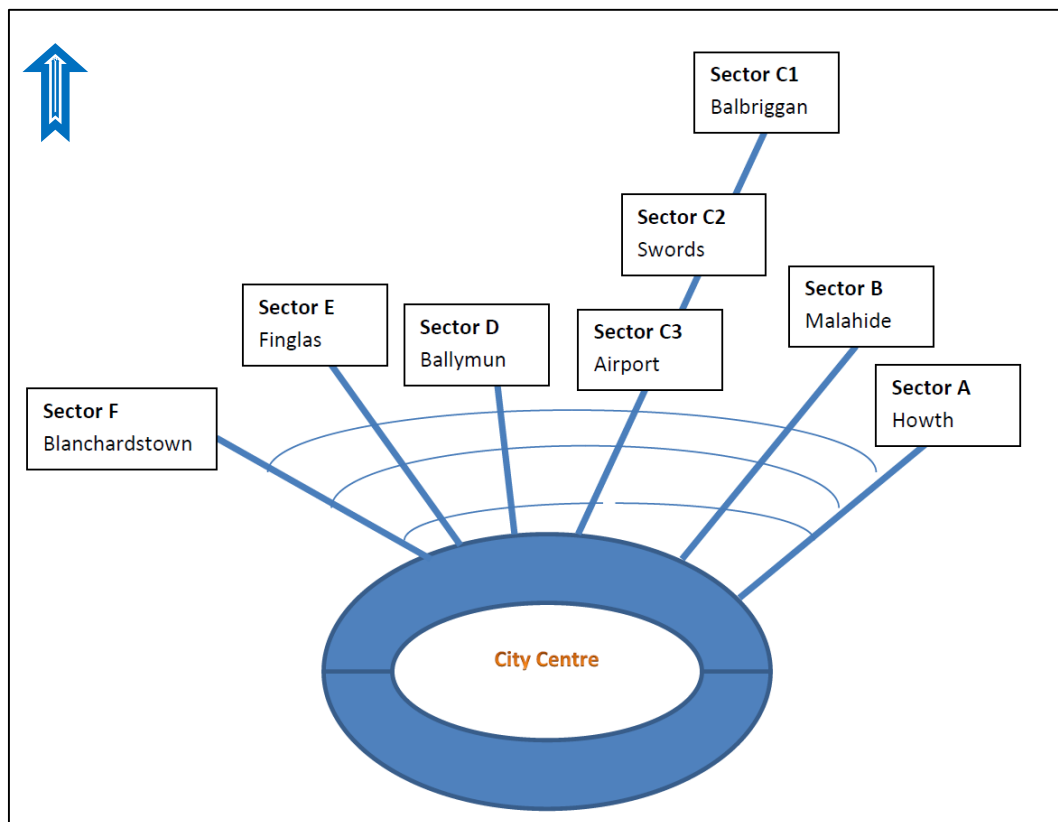 Sector C1
Balbriggan
Sector C2
Swords
Sector B
Malahide
Sector E
Finglas
Sector D
Ballymun
Sector C3
Airport
Sector A
Howth
Sector F
Blanchardstown
City Centre